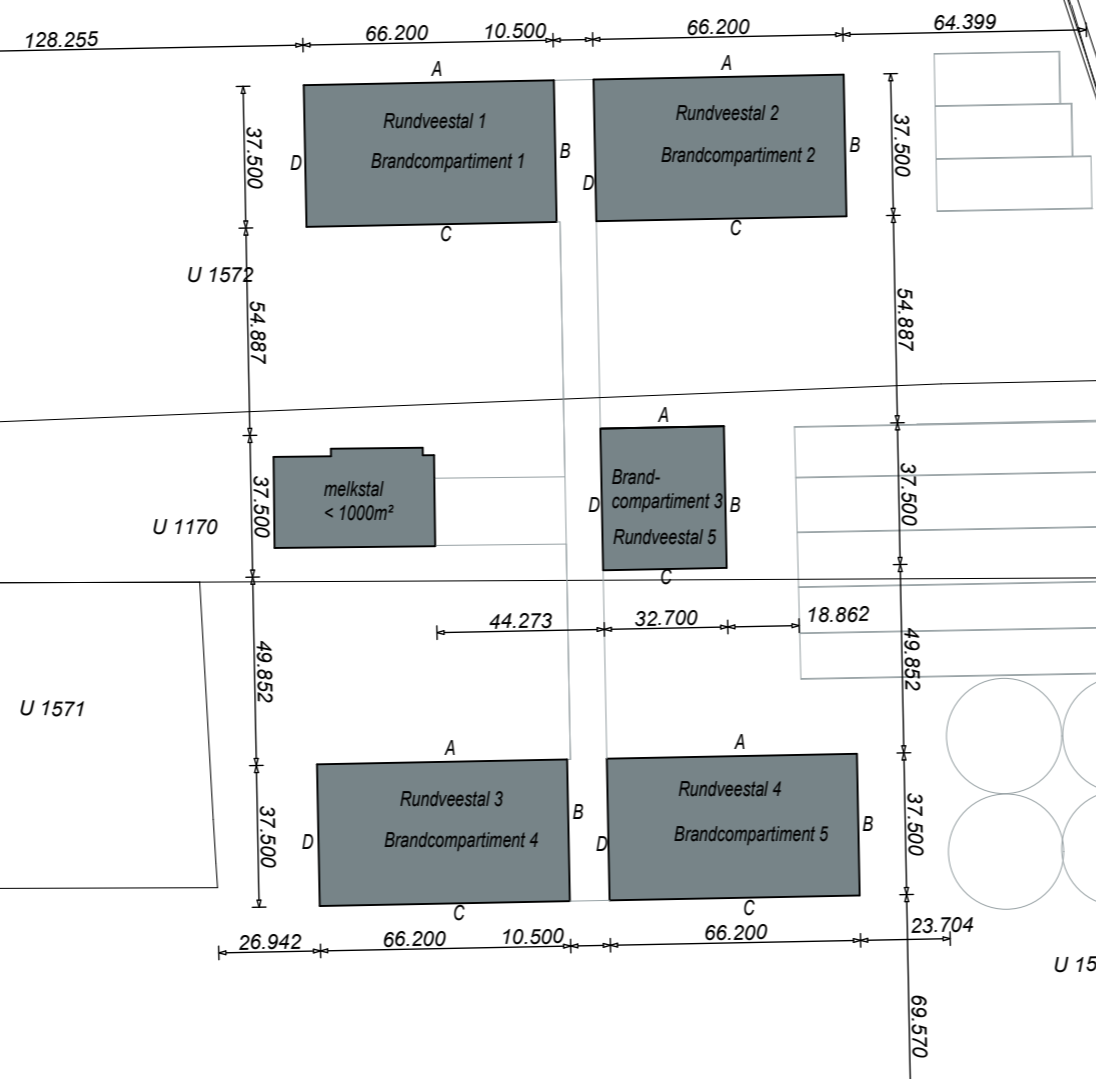 128.255
66.200
10.500
66.200
64.399
A
A
37.500
D
Rundveestal 1
Brandcompartiment 1
B
D
Rundveestal 2
Brandcompartiment 2
B
37.500
C
C
U 1572
54.887
54.887
A
37.500
melkstal
< 1000m²
D
Brand-
compartiment 3
Rundveestal 5
B
37.500
U 1170
C
44.273
32.700
18.862
49.852
49.852
U 1571
A
A
37.500
D
Rundveestal 3
Brandcompartiment 4
B
D
Rundveestal 4
Brandcompartiment 5
B
37.500
C
C
26.942
66.200
10.500
66.200
23.704
U 15
69.570